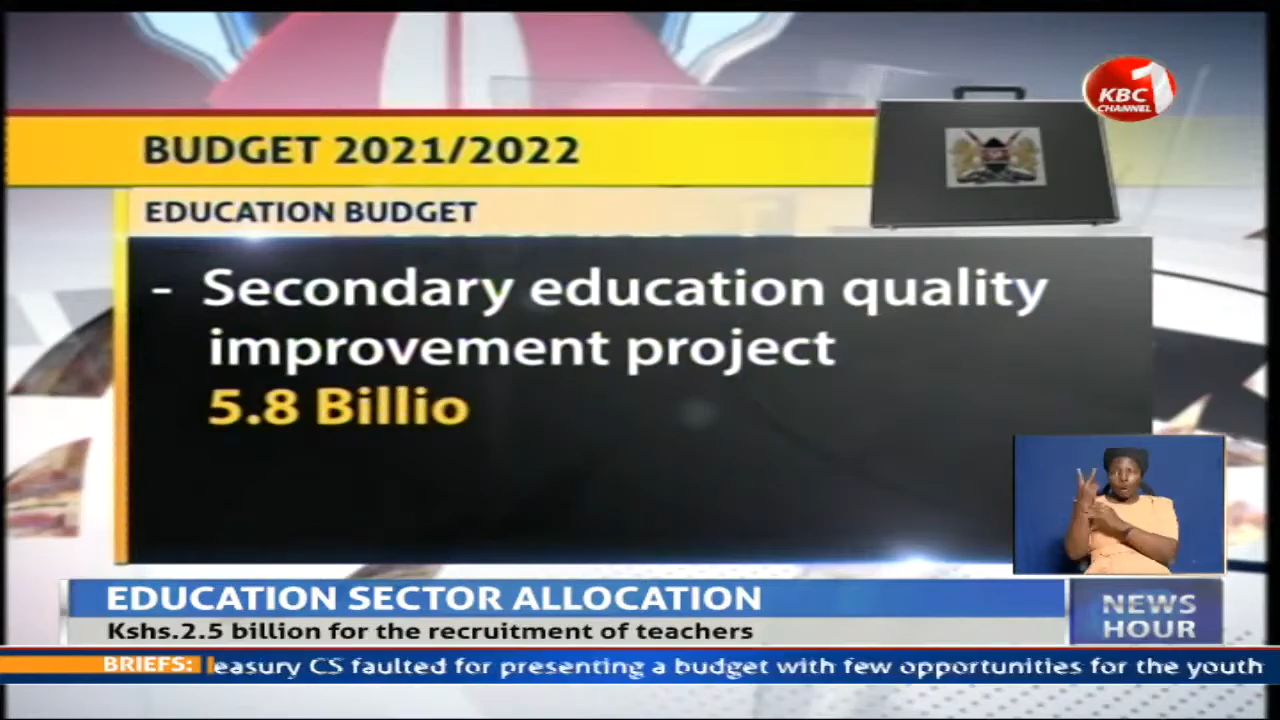 KBC 1
CHANNEL
BUDGET 2021/2022
EDUCATION BUDGET
- Secondary education quality
improvement project
5.8 Billio
EDUCATION SECTOR ALLOCATION
Kshs.2.5 billion for the recruitment of teachers
NEWS
HOUR
BRIEFS: easury CS faulted for presenting a budget with few opportunities for the youth